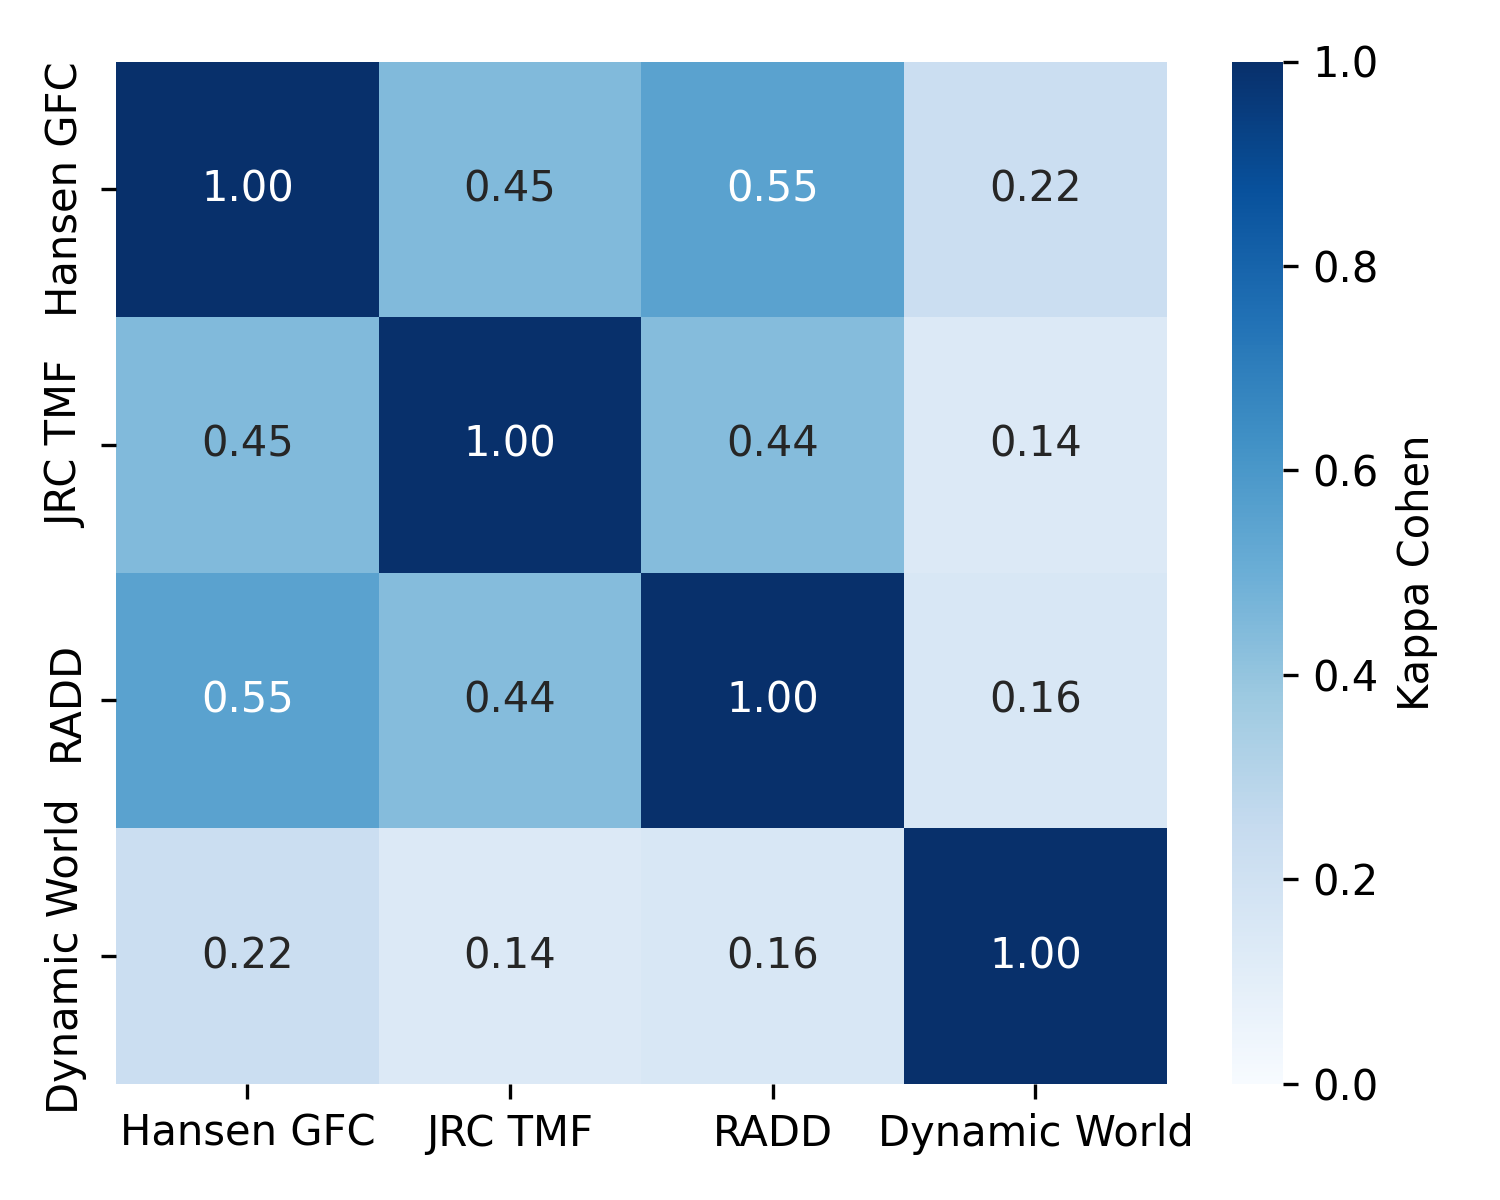 Hansen GFC
1.00 0.45 0.55 0.22
JRC TMF
0.45 1.00 0.44 0.14
RADD
0.55 0.44 1.00 0.16
Dynamic World
0.22 0.14 0.16 1.00
Hansen GFC JRC TMF RADD Dynamic World
1.0
0.8
0.6
0.4
0.2
0.0
Kappa Cohen